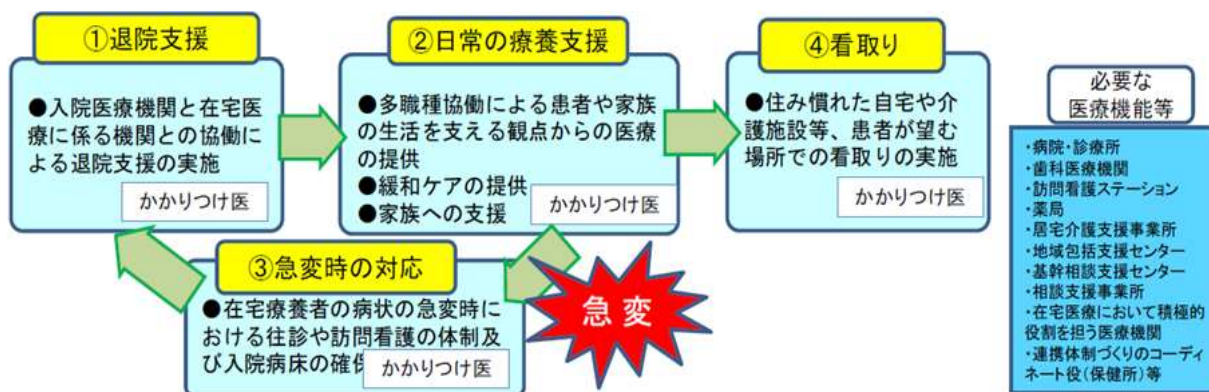 ①退院支援
●入院医療機関と在宅医
療に係る機関との協働に
よる退院支援の実施
かかりつけ医
②日常の療養支援
●多職種協働による患者や家族
の生活を支える観点からの医療
の提供
●緩和ケアの提供
●家族への支援
かかりつけ医
③急変時の対応
●在宅療養者の病状の急変時に
おける往診や訪問看護の体制及
び入院病床の確保
かかりつけ医
急変
④看取り
●住み慣れた自宅や介
護施設等、患者が望む
場所での看取りの実施
かかりつけ医
必要な
医療機能等
・病院・診療所
・歯科医療機関
・訪問看護ステーション
・薬局
・居宅介護支援事業所
・地域包括支援センター
・基幹相談支援センター
・相談支援事業所
・在宅医療において積極的
役割を担う医療機関
・連携体制づくりのコーディ
ネート役(保健所)等